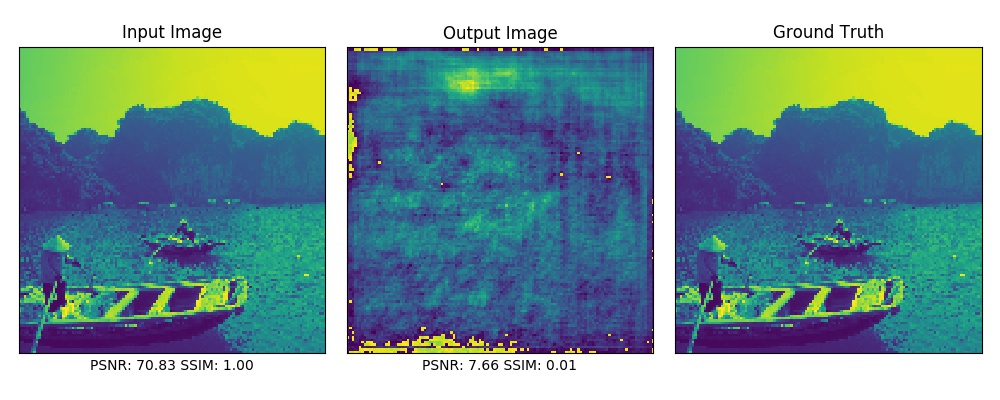 Input Image
Output Image
Ground Truth
PSNR: 70.83 SSIM: 1.00
PSNR: 7.66 SSIM: 0.01